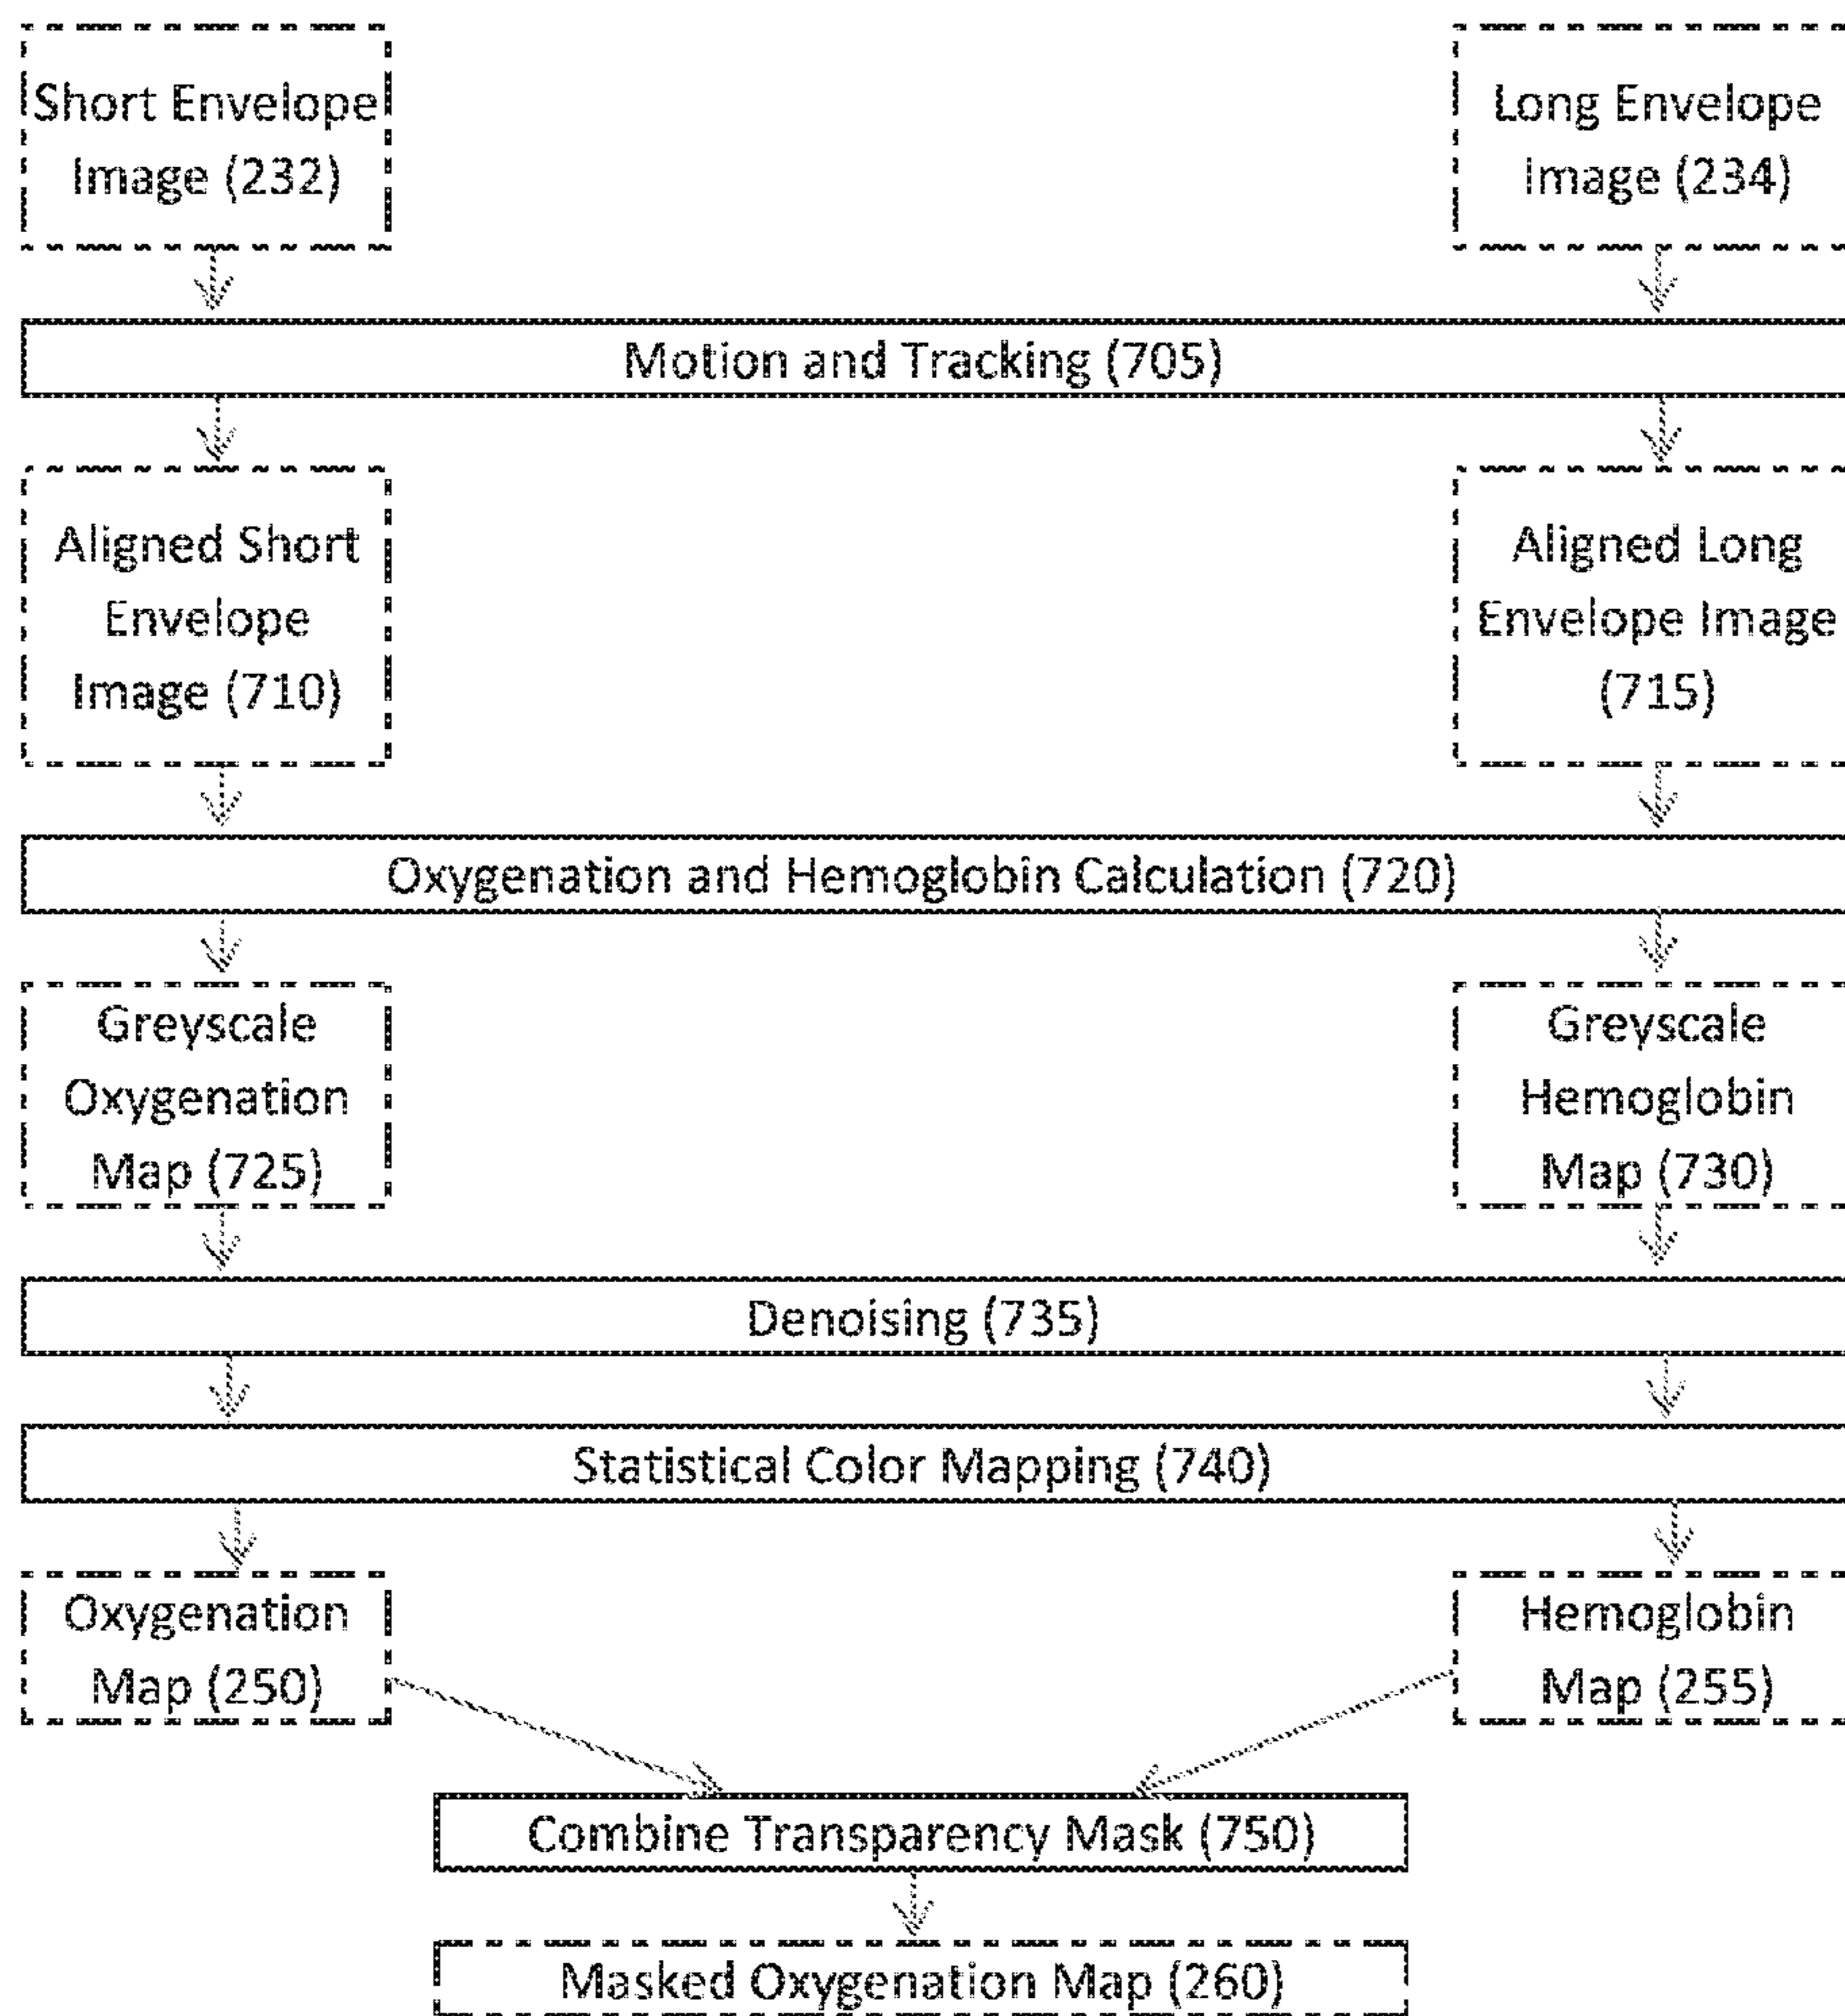 Short Envelope
Image (232)
Long Envelope
Image (234)
Motion and Tracking (705)
Aligned Short
Envelope
Image (710)
Aligned Long
Envelope Image
(715)
Oxygenation and Hemoglobin Calculation (720)
Greyscale
Oxygenation
Map (725)
Greyscale
Hemoglobin
Map (730)
Denoising (735)
Statistical Color Mapping (740)
Oxygenation
Map (250)
Hemoglobin
Map (255)
Combine Transparency Mask (750)
Masked Oxygenation Map (260)